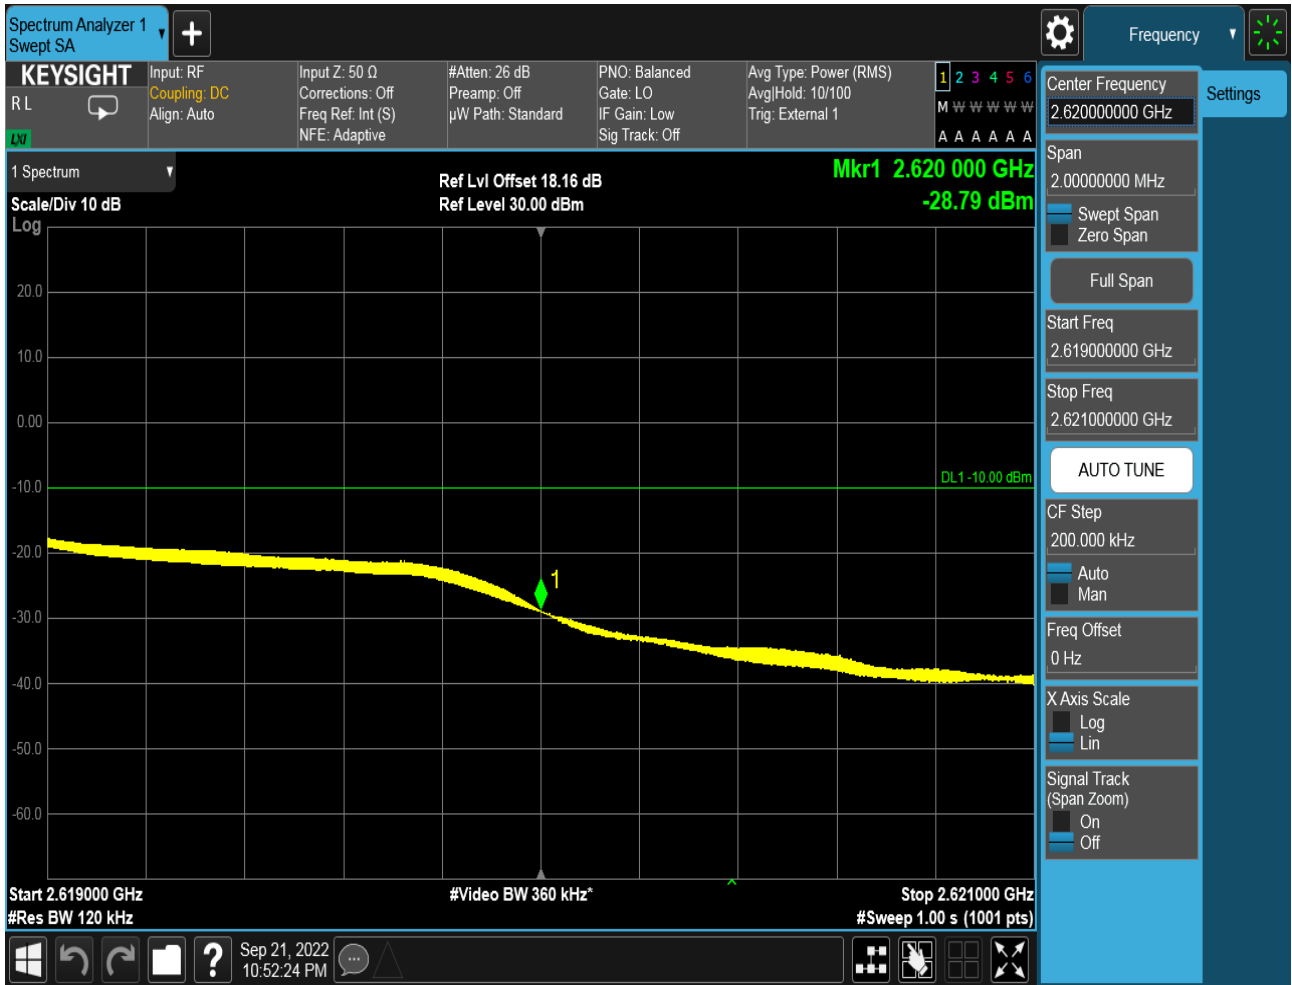 Spectrum Analyzer 1
Swept SA
Frequency
KEYSIGHT
R L
LXI
Input: RF
Coupling: DC
Align: Auto
Input Z: 50 Ω
Corrections: Off
Freq Ref: Int (S)
NFE: Adaptive
#Atten: 26 dB
Preamp: Off
µW Path: Standard
PNO: Balanced
Gate: LO
IF Gain: Low
Sig Track: Off
Avg Type: Power (RMS)
Avg|Hold: 10/100
Trig: External 1
1 2 3 4 5 6
M W W W W W
A A A A A A
1 Spectrum
Scale/Div 10 dB
Log
Ref Lvl Offset 18.16 dB
Ref Level 30.00 dBm
Mkr1 2.620 000 GHz
-28.79 dBm
20.0
10.0
0.00
-10.0
-20.0
-30.0
-40.0
-50.0
-60.0
DL1 -10.00 dBm
1
Start 2.619000 GHz
#Res BW 120 kHz
#Video BW 360 kHz*
Stop 2.621000 GHz
#Sweep 1.00 s (1001 pts)
Center Frequency
2.620000000 GHz
Settings
Span
2.00000000 MHz
Swept Span
Zero Span
Full Span
Start Freq
2.619000000 GHz
Stop Freq
2.621000000 GHz
AUTO TUNE
CF Step
200.000 kHz
Auto
Man
Freq Offset
0 Hz
X Axis Scale
Log
Lin
Signal Track
(Span Zoom)
On
Off
?
Sep 21, 2022
10:52:24 PM